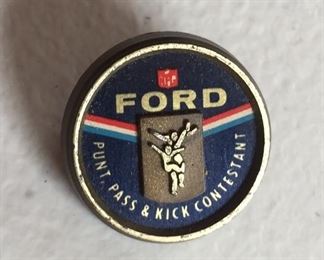 FORD
PUNT, PASS & KICK CONTESTANT